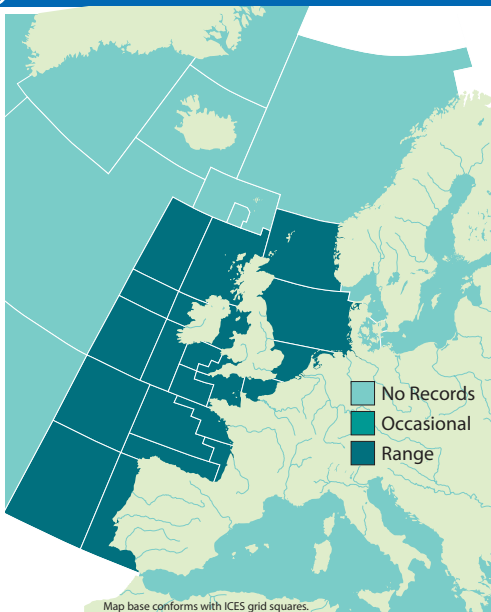 No Records
Occasional
Range
Map base conforms with ICES grid squares.